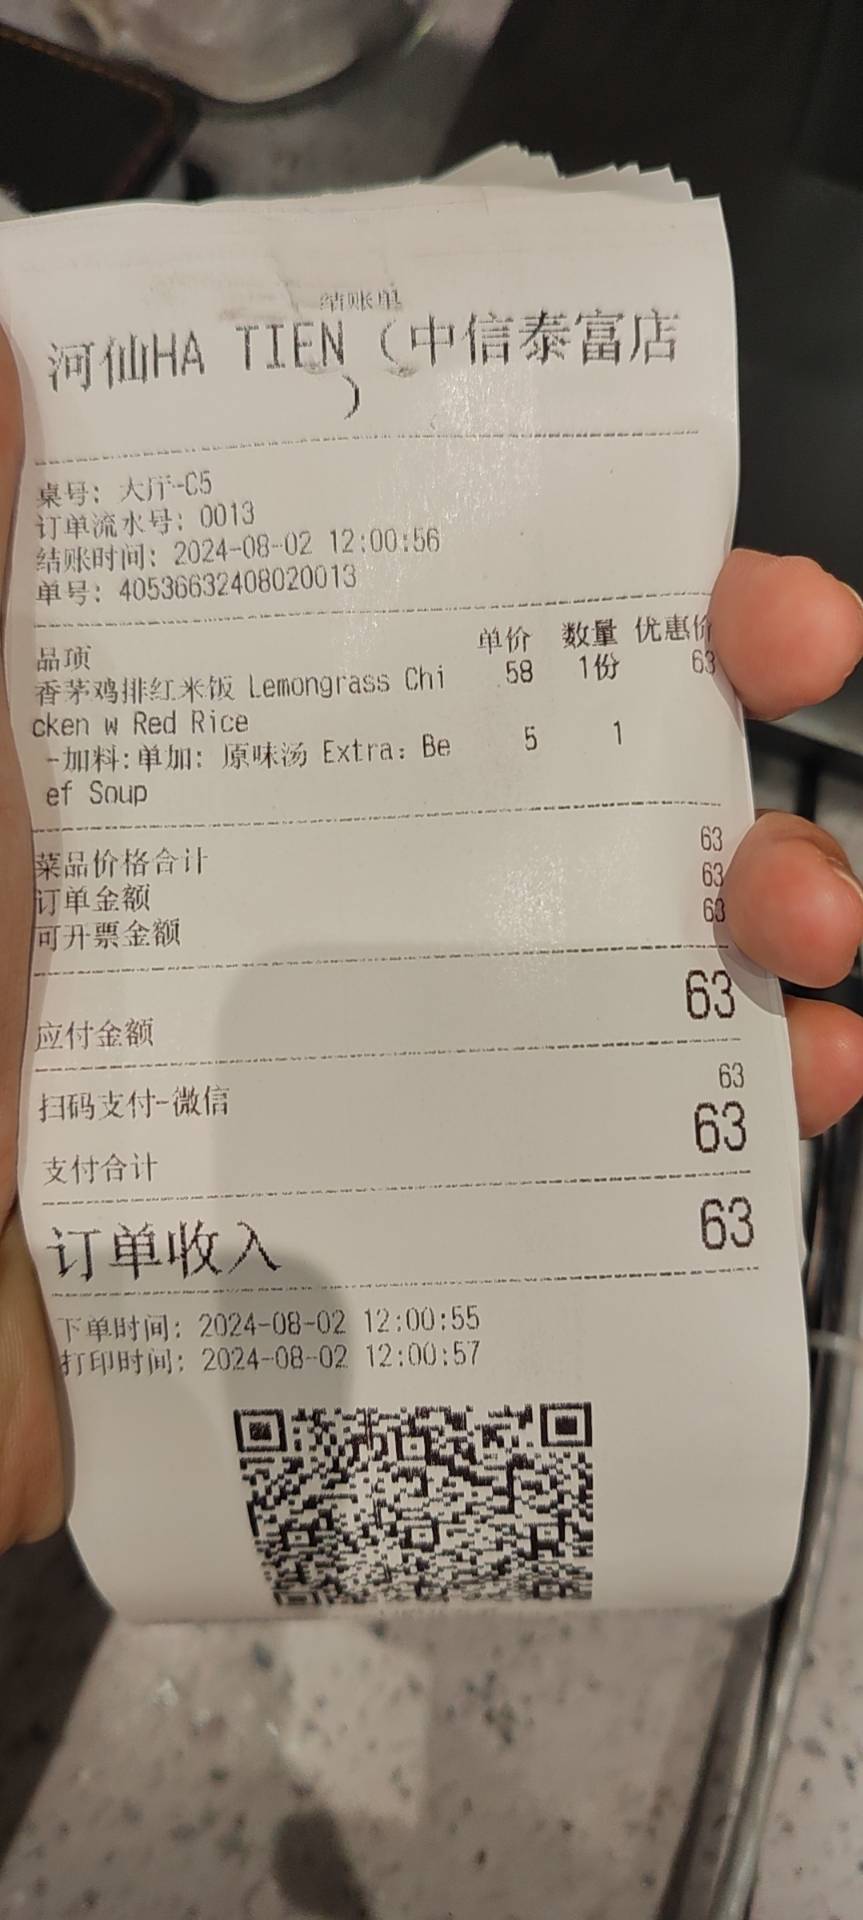 结账单
河仙HA TIEN（中信泰富店
）
桌号: 大厅-C5
订单流水号: 0013
结账时间: 2024-08-02 12:00:56
单号: 40536632408020013
品项 单价 数量 优惠价
香茅鸡排红米饭 Lemongrass Chi 58 1份 63
cken w Red Rice
-加料:单加: 原味汤 Extra: Be 5 1
ef Soup
菜品价格合计 63
订单金额 63
可开票金额 63
应付金额 63
扫码支付-微信 63
支付合计 63
订单收入 63
下单时间: 2024-08-02 12:00:55
打印时间: 2024-08-02 12:00:57